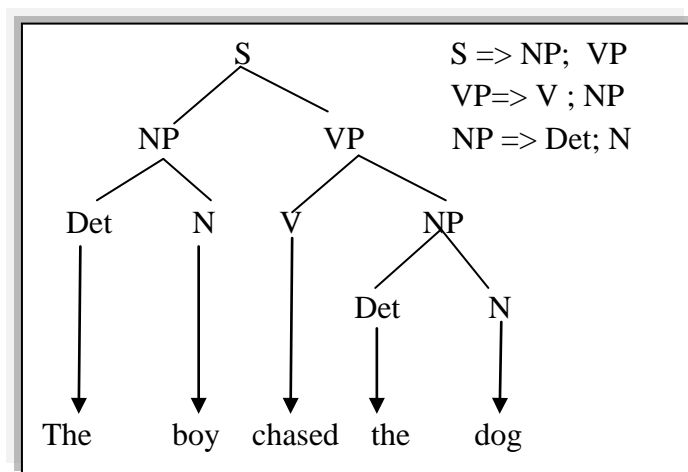 S S => NP; VP
VP=> V ; NP
NP VP NP => Det; N
Det N V NP
Det N
The boy chased the dog